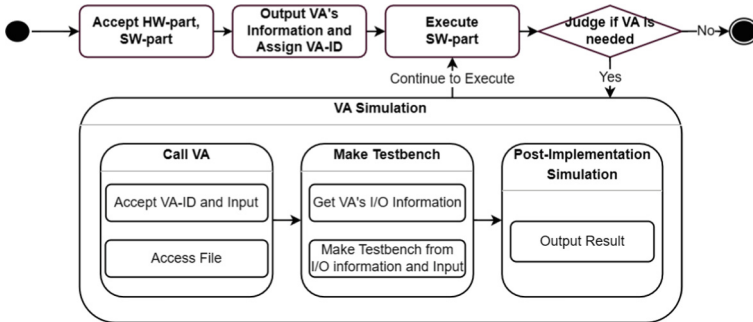 Accept HW-part,
SW-part
Output VA's
Information and
Assign VA-ID
Execute
SW-part
Judge if VA Is
needed
No
Continue to Execute
Yes
VA Simulation
Call VA
Accept VA-ID and Input
Access File
Make Testbench
Get VA's I/O Information
Make Testbench from
I/O information and Input
Post-Implementation
Simulation
Output Result